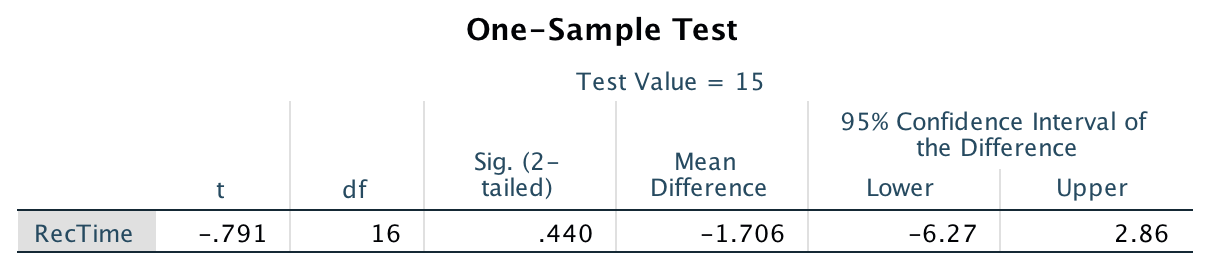 One-Sample Test
Test Value = 15
t df Sig. (2-tailed) Mean Difference 95% Confidence Interval of the Difference
Lower Upper
RecTime -.791 16 .440 -1.706 -6.27 2.86